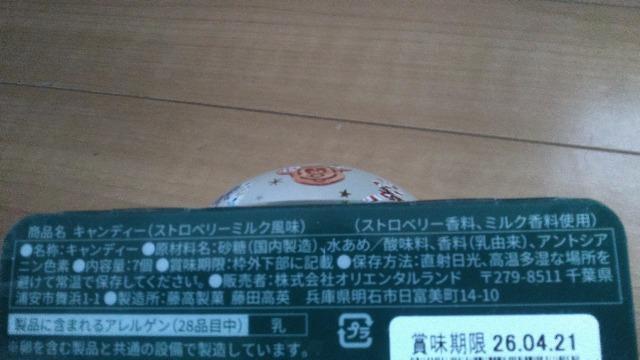 商品名 キャンディー(ストロベリーミルク風味) (ストロベリー香料、ミルク香料使用)
●名称:キャンディー●原材料名:砂糖(国内製造)、水あめ/酸味料、香料(乳由来)、アントシア
ニン色素●内容量:7個●賞味期限:枠外下部に記載●保存方法:直射日光、高温多湿な場所を
避けて常温で保存してください。●販売者:株式会社オリエンタルランド 〒279-8511 千葉県
浦安市舞浜1-1●製造所:藤高製菓 藤田高英 兵庫県明石市日富美町14-10
製品に含まれるアレルゲン(28品目中) 乳
プラ
賞味期限 26.04.21
※卵を含む製品と共通の設備で製造しています。